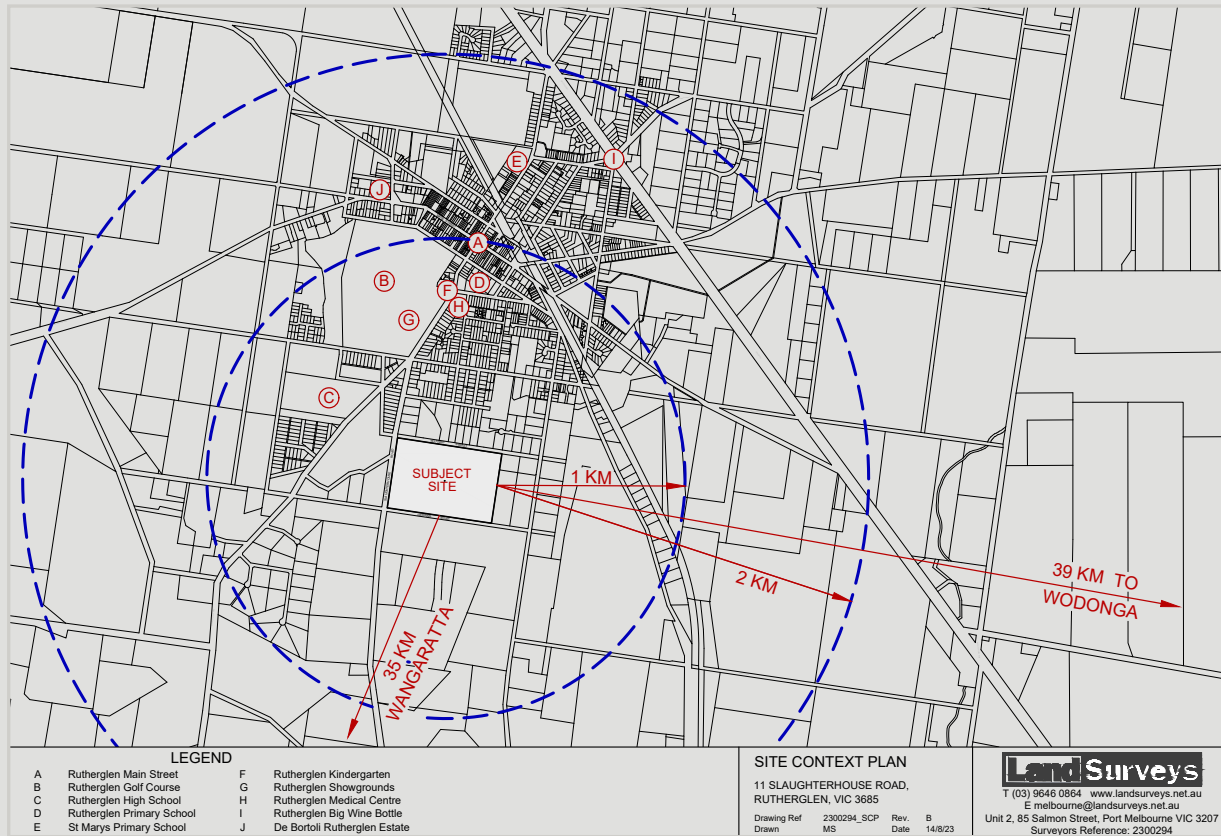 E
I
J
A
B
D
F
H
G
C
SUBJECT
SITE
1 KM
2 KM
39 KM TO
WODONGA
35 KM
WANGARATTA
LEGEND
A Rutherglen Main Street
B Rutherglen Golf Course
C Rutherglen High School
D Rutherglen Primary School
E St Marys Primary School
F Rutherglen Kindergarten
G Rutherglen Showgrounds
H Rutherglen Medical Centre
I Rutherglen Big Wine Bottle
J De Bortoli Rutherglen Estate
SITE CONTEXT PLAN
11 SLAUGHTERHOUSE ROAD,
RUTHERGLEN, VIC 3685
Drawing Ref 2300294_SCP Rev. B
Drawn MS Date 14/8/23
Land Surveys
T (03) 9646 0864 www.landsurveys.net.au
E melbourne@landsurveys.net.au
Unit 2, 85 Salmon Street, Port Melbourne VIC 3207
Surveyors Reference: 2300294